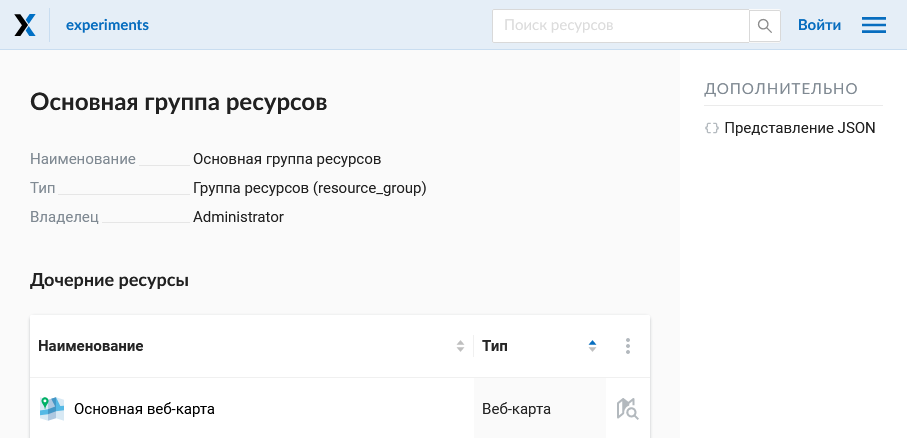 experiments
Поиск ресурсов
Войти
Основная группа ресурсов
Наименование Основная группа ресурсов
Тип Группа ресурсов (resource_group)
Владелец Administrator
Дочерние ресурсы
Наименование Тип
Основная веб-карта Веб-карта
ДОПОЛНИТЕЛЬНО
Представление JSON